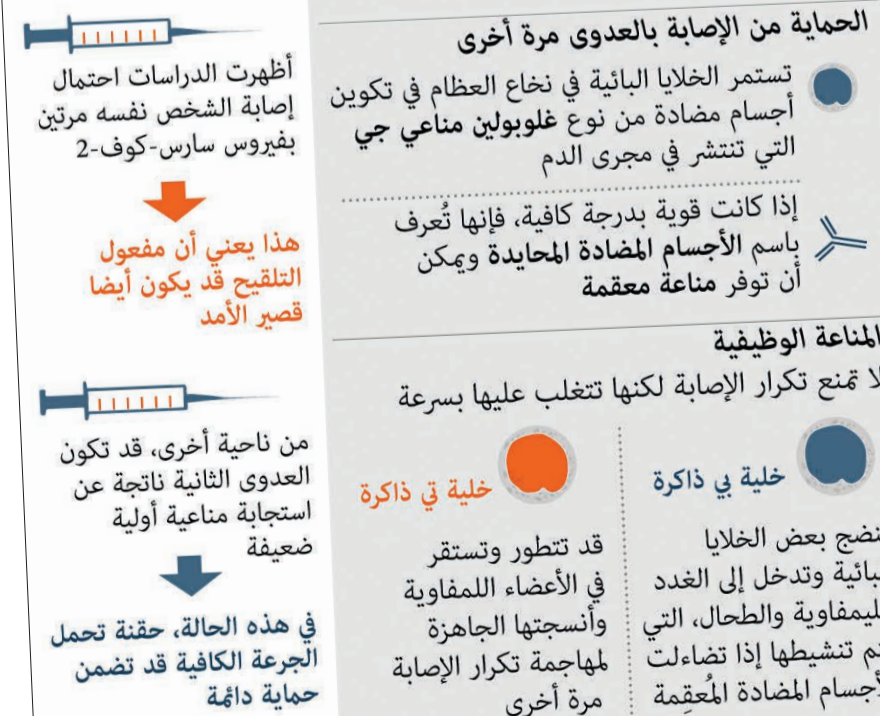 الحماية من الإصابة بالعدوى مرة أخرى
تستمر الخلايا البائية في نخاع العظام في تكوين
أجسام مضادة من نوع غلوبولين مناعي جي
التي تنتشر في مجرى الدم
إذا كانت قوية بدرجة كافية، فإنها تُعرف
باسم الأجسام المضادة المحايدة ويمكن
أن توفر مناعة معقمة
المناعة الوظيفية
لا تمنع تكرار الإصابة لكنها تتغلب عليها بسرعة
خلية بي ذاكرة
بعض الخلايا
وتدخل إلى الغدد
والطحال، التي
تنشيطها إذا تضاءلت
المضادة المُعقِمة
خلية تي ذاكرة
قد تتطور وتستقر
في الأعضاء اللمفاوية
وأنسجتها الجاهزة
لمهاجمة تكرار الإصابة
مرة أخرى
أظهرت الدراسات احتمال
إصابة الشخص نفسه مرتين
بفيروس سارس-كوف-2
هذا يعني أن مفعول
التلقيح قد يكون أيضا
قصير الأمد
من ناحية أخرى، قد تكون
العدوى الثانية ناتجة عن
استجابة مناعية أولية
ضعيفة
في هذه الحالة، حقنة تحمل
الجرعة الكافية قد تضمن
حماية دائمة